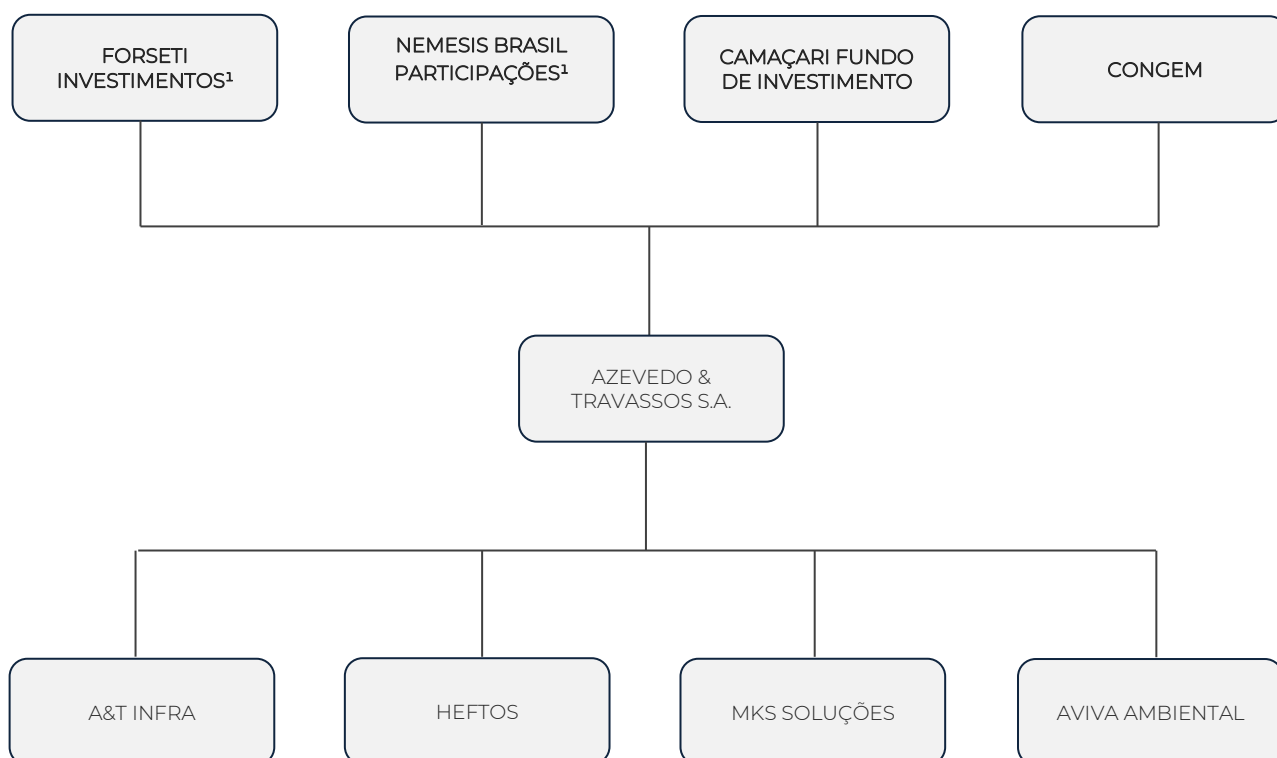 FORSETI
INVESTIMENTOS¹
NEMESIS BRASIL
PARTICIPAÇÕES¹
CAMAÇARI FUNDO
DE INVESTIMENTO
CONGEM
AZEVEDO &
TRAVASSOS S.A.
A&T INFRA
HEFTOS
MKS SOLUÇÕES
AVIVA AMBIENTAL